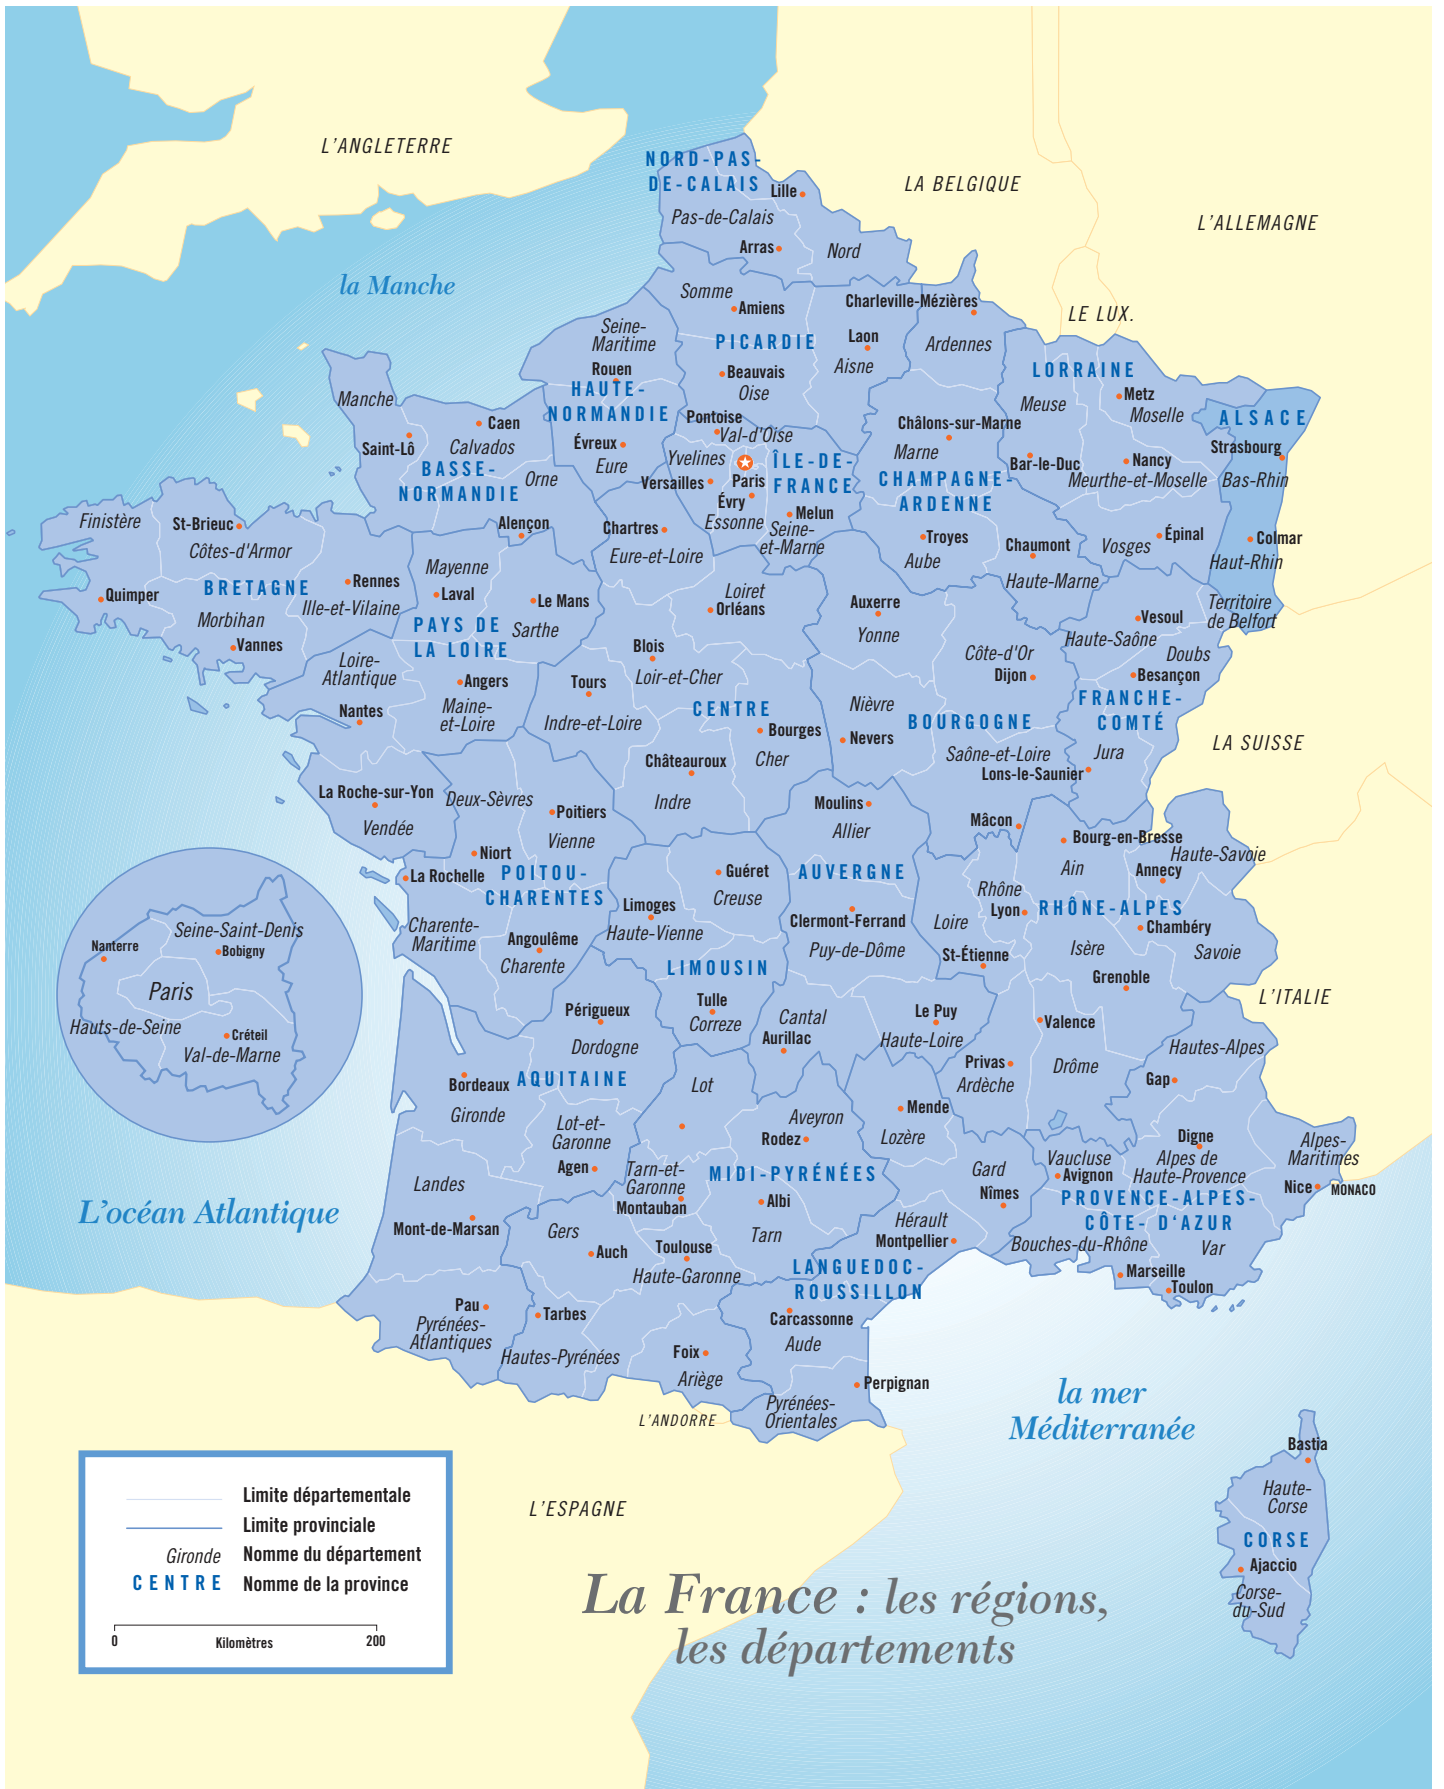 L'ANGLETERRE
NORD-PAS-
DE-CALAIS
Lille
LA BELGIQUE
L'ALLEMAGNE
Pas-de-Calais
Arras
Nord
la Manche
Somme
Amiens
Charleville-Mézières
LE LUX.
Seine-
Maritime
PICARDIE
Laon
Aisne
Ardennes
Rouen
Beauvais
Oise
LORRAINE
HAUTE-
NORMANDIE
Manche
Meuse
Metz
Moselle
ALSACE
Caen
Calvados
Saint-Lô
Évreux
Eure
Pontoise
Val-d'Oise
Châlons-sur-Marne
Marne
Strasbourg
BASSE-
NORMANDIE
Orne
Yvelines
Versailles
Paris
Évry
Essonne
ÎLE-DE-
FRANCE
Melun
Seine-
et-Marne
CHAMPAGNE-
ARDENNE
Bar-le-Duc
Nancy
Meurthe-et-Moselle
Bas-Rhin
Finistère
St-Brieuc
Côtes-d'Armor
Alençon
Chartres
Eure-et-Loire
Troyes
Aube
Chaumont
Haute-Marne
Vosges
Épinal
Colmar
Haut-Rhin
Quimper
BRETAGNE
Morbihan
Vannes
Rennes
Ille-et-Vilaine
Mayenne
Laval
Le Mans
Sarthe
PAYS DE
LA LOIRE
Loiret
Orléans
Auxerre
Yonne
Vesoul
Haute-Saône
Territoire
de Belfort
Loire-
Atlantique
Nantes
Angers
Maine-
et-Loire
Blois
Loir-et-Cher
Tours
Indre-et-Loire
CENTRE
Bourges
Cher
Nièvre
Nevers
Côte-d'Or
Dijon
BOURGOGNE
Saône-et-Loire
Doubs
Besançon
FRANCHE-
COMTÉ
Jura
Lons-le-Saunier
LA SUISSE
Châteauroux
Indre
La Roche-sur-Yon
Vendée
Deux-Sèvres
Poitiers
Vienne
Moulins
Allier
Mâcon
Bourg-en-Bresse
Ain
Haute-Savoie
Annecy
Niort
La Rochelle
POITOU-
CHARENTES
Guéret
Creuse
AUVERGNE
Rhône
Lyon
RHÔNE-ALPES
Chambéry
Savoie
Charente-
Maritime
Angoulême
Charente
Limoges
Haute-Vienne
LIMOUSIN
Clermont-Ferrand
Puy-de-Dôme
Loire
St-Étienne
Isère
Grenoble
L'ITALIE
Seine-Saint-Denis
Nanterre
Bobigny
Paris
Hauts-de-Seine
Créteil
Val-de-Marne
Périgueux
Dordogne
Tulle
Correze
Cantal
Aurillac
Le Puy
Haute-Loire
Valence
Drôme
Privas
Ardèche
Hautes-Alpes
Gap
Bordeaux
Gironde
AQUITAINE
Lot
Lot-et-
Garonne
Agen
Aveyron
Rodez
Mende
Lozère
Digne
Alpes de
Haute-Provence
Alpes-
Maritimes
Nice
MONACO
L'océan Atlantique
Landes
Mont-de-Marsan
Tarn-et-
Garonne
Montauban
MIDI-PYRÉNÉES
Albi
Tarn
Gard
Nîmes
Vaucluse
Avignon
PROVENCE-ALPES-
CÔTE- D'AZUR
Bouches-du-Rhône
Var
Marseille
Toulon
Gers
Auch
Toulouse
Haute-Garonne
Hérault
Montpellier
LANGUEDOC-
ROUSSILLON
Carcassonne
Aude
Pau
Pyrénées-
Atlantiques
Tarbes
Hautes-Pyrénées
Foix
Ariège
Perpignan
Pyrénées-
Orientales
L'ANDORRE
la mer
Méditerranée
L'ESPAGNE
Bastia
Haute-
Corse
CORSE
Ajaccio
Corse-
du-Sud
Limite départementale
Limite provinciale
Gironde Nomme du département
CENTRE Nomme de la province
0 Kilomètres 200
La France : les régions,
les départements